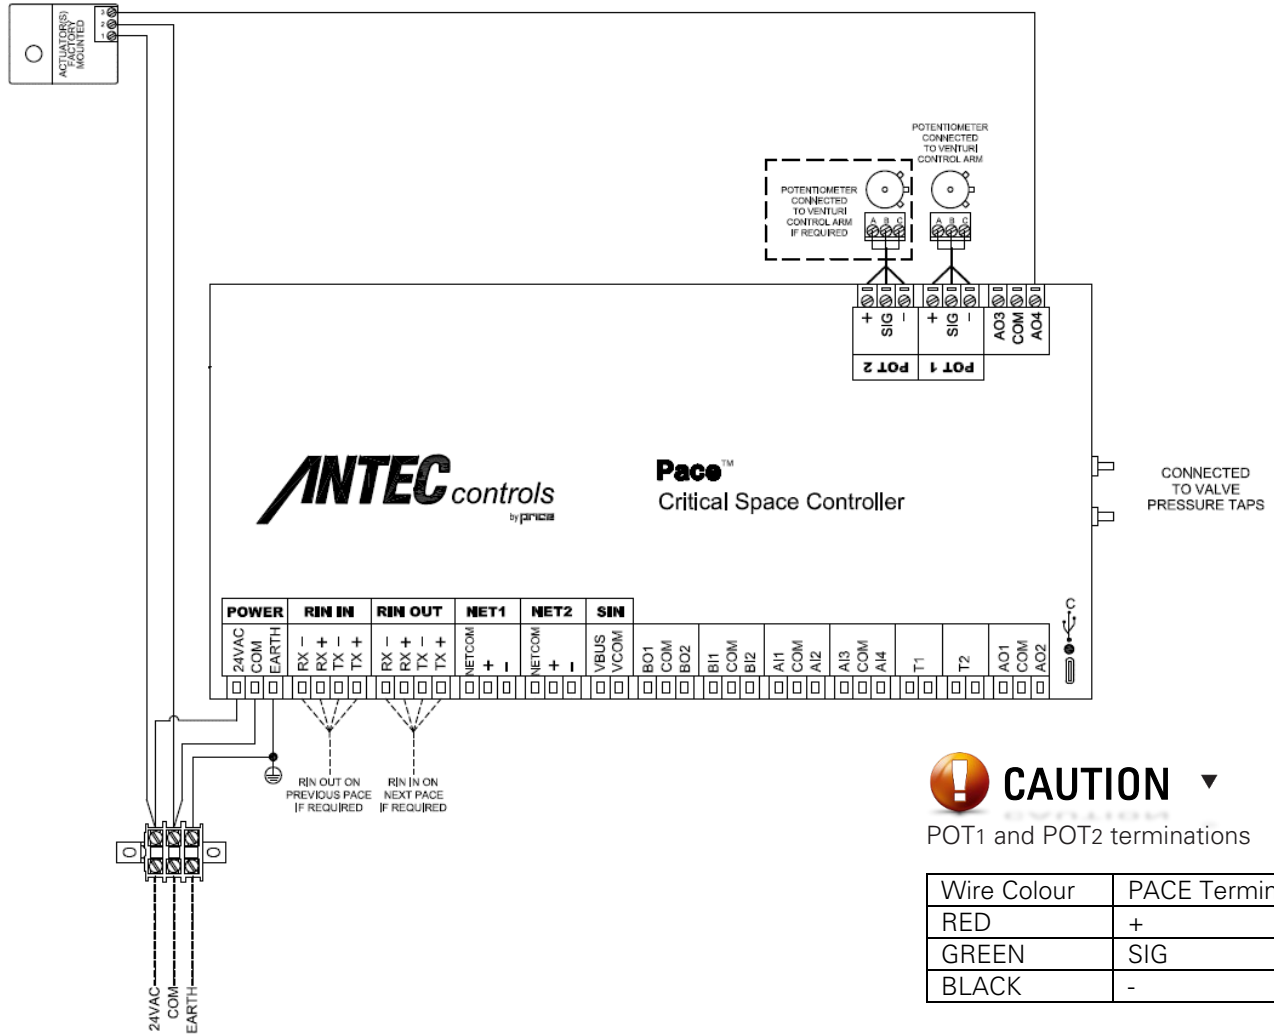 ACTUATOR(S)
FACTORY
MOUNTED
3
2
1
POTENTIOMETER
CONNECTED
TO VENTURI
CONTROL ARM
IF REQUIRED
A B C
POTENTIOMETER
CONNECTED
TO VENTURI
CONTROL ARM
A B C
+ SIG − + SIG − AO3 COM AO4
POT 2 POT 1
ANTEC controls
by price
Pace™
Critical Space Controller
CONNECTED
TO VALVE
PRESSURE TAPS
POWER RIN IN RIN OUT NET1 NET2 SIN
24VAC COM EARTH RX − RX + TX − TX + RX − RX + TX − TX + NETCOM + − NETCOM + − VBUS VCOM BO1 COM BO2 BI1 COM BI2 AI1 COM AI2 AI3 COM AI4 T1 T2 AO1 COM AO2
C
RIN OUT ON
PREVIOUS PACE
IF REQUIRED
RIN IN ON
NEXT PACE
IF REQUIRED
24VAC
COM
EARTH
! CAUTION ▼
POT1 and POT2 terminations
Wire Colour PACE Termin
RED +
GREEN SIG
BLACK -